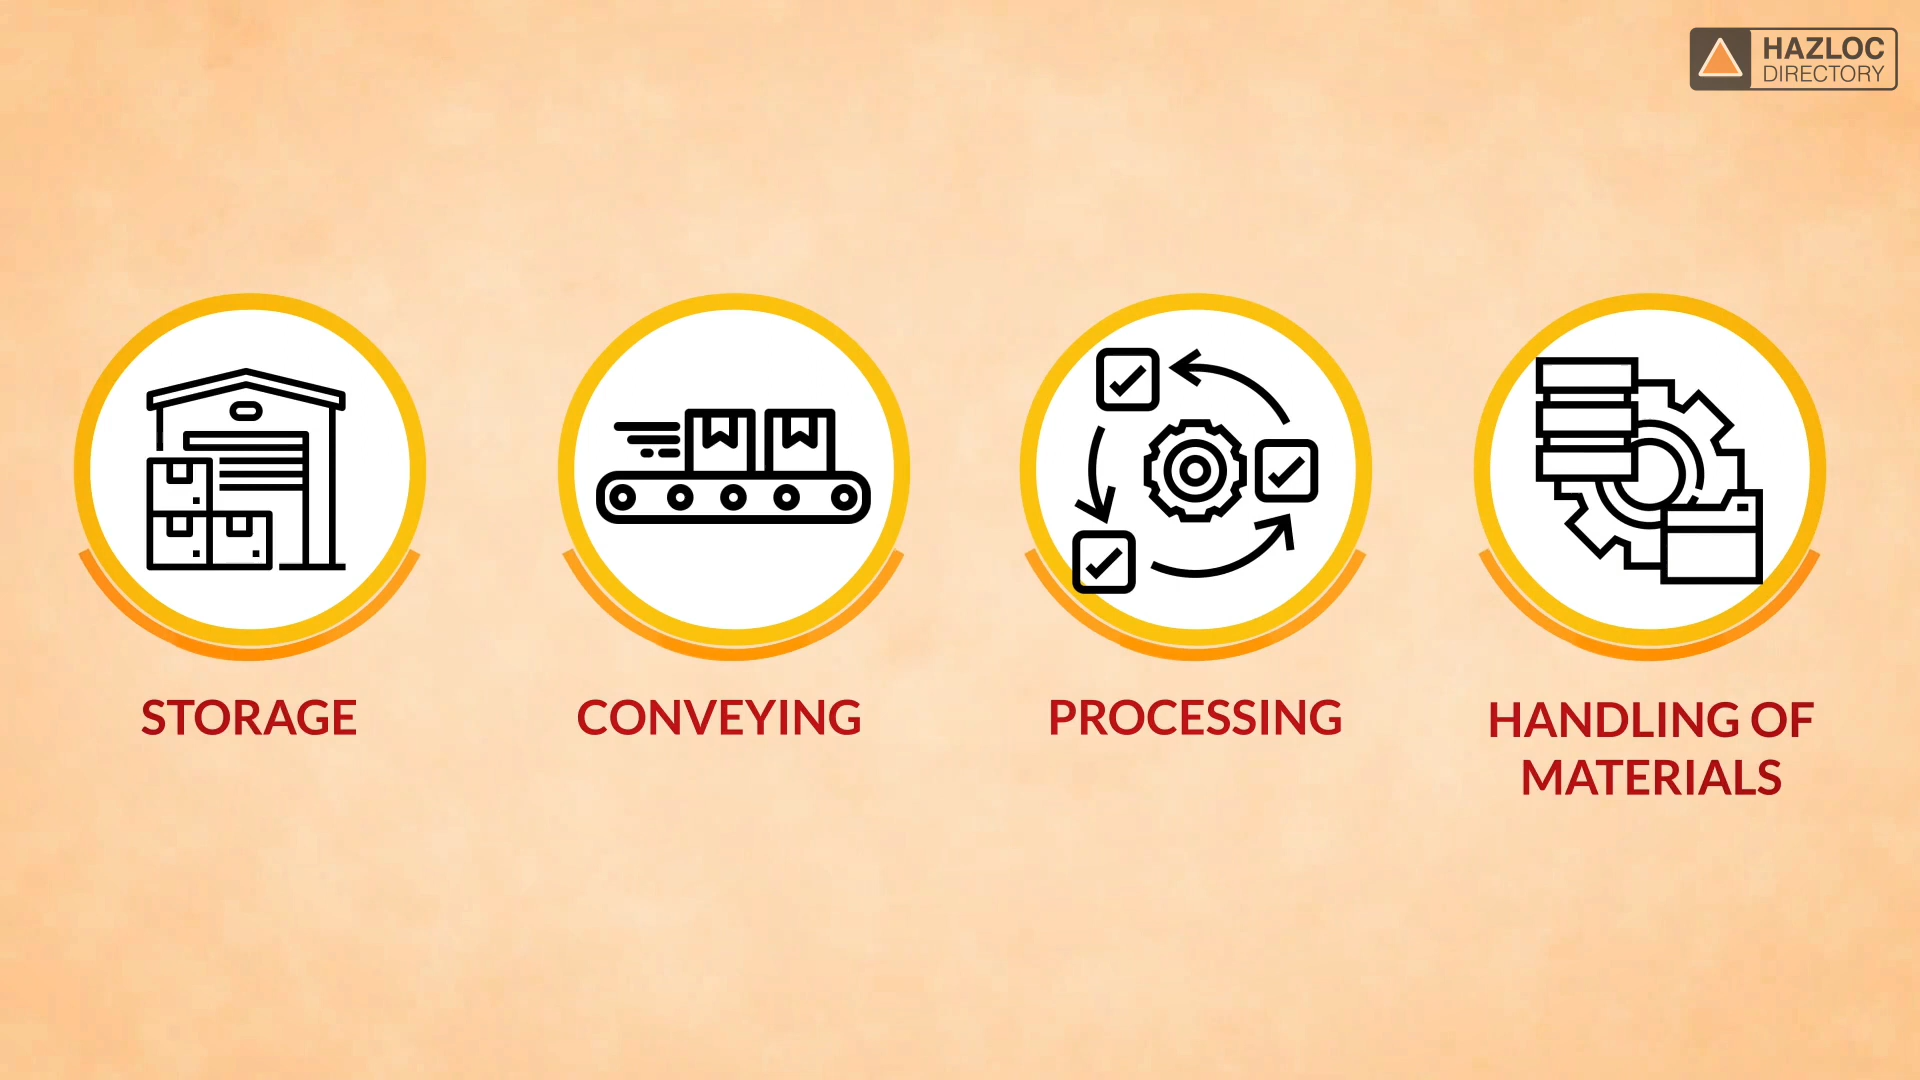 HAZLOC
DIRECTORY
STORAGE
CONVEYING
PROCESSING
HANDLING OF
MATERIALS